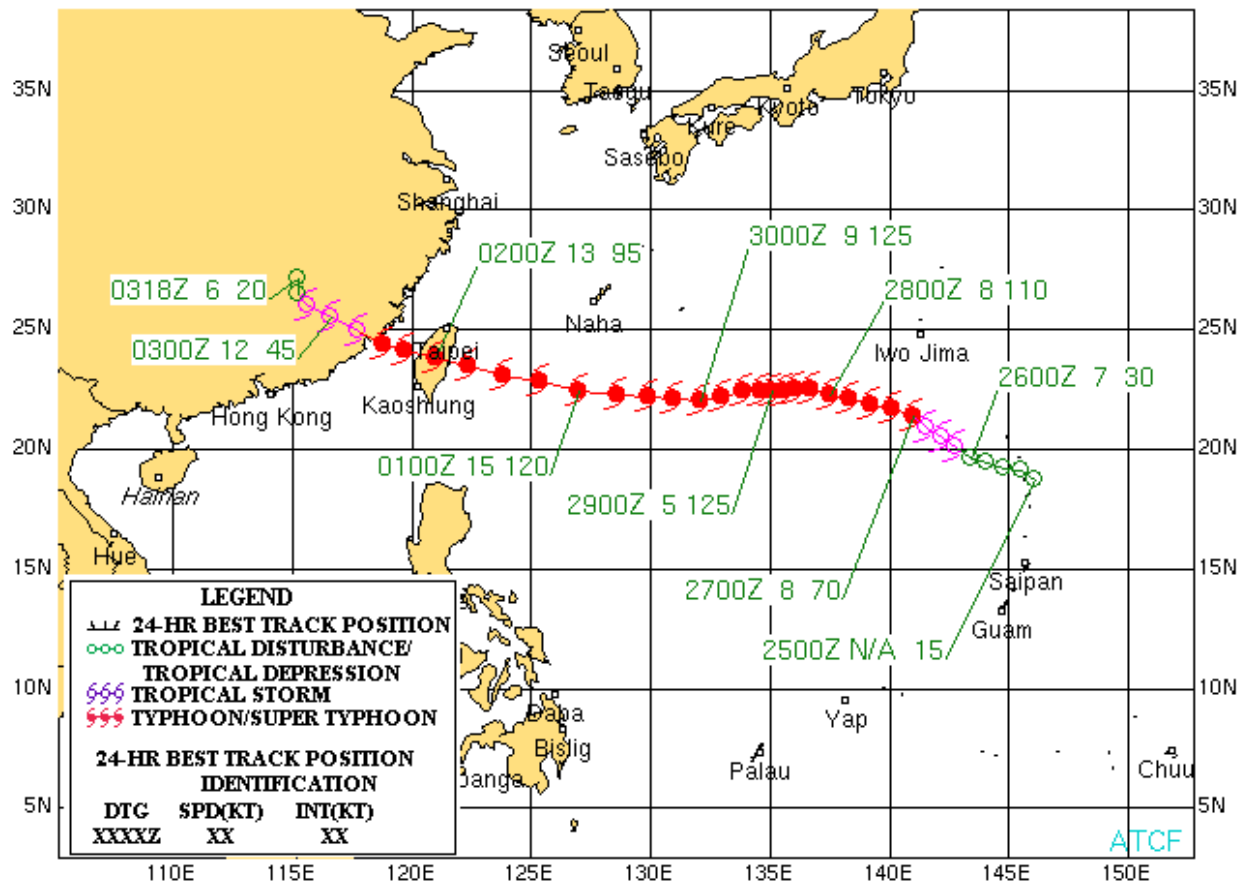 35N
30N
25N
20N
15N
10N
5N
35N
30N
25N
20N
15N
10N
5N
110E
115E
120E
125E
130E
135E
140E
145E
150E
Seoul
Taegu
Kyoto
Tokyo
Kure
Sasebo
Shanghai
0200Z 13 95
3000Z 9 125
0318Z 6 20
2800Z 8 110
Naha
0300Z 12 45
Taipei
Iwo Jima
2600Z 7 30
Kaoshiung
Hong Kong
0100Z 15 120
Hainan
2900Z 5 125
Hue
2700Z 8 70
Saipan
Guam
2500Z N/A 15
Daba
Yap
Bislig
Palau
Chuu
ATCF
LEGEND
24-HR BEST TRACK POSITION
TROPICAL DISTURBANCE/
TROPICAL DEPRESSION
TROPICAL STORM
TYPHOON/SUPER TYPHOON
24-HR BEST TRACK POSITION
IDENTIFICATION
DTG SPD(KT) INT(KT)
XXXXZ XX XX